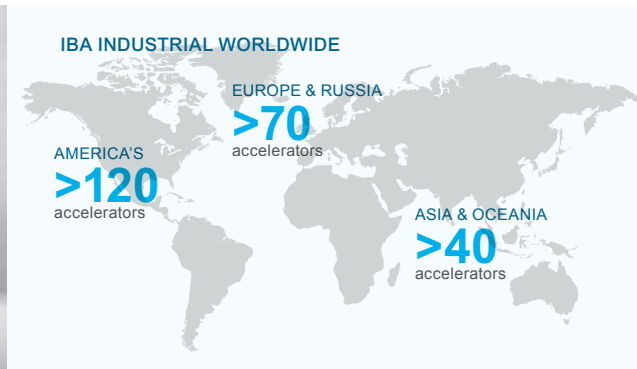 IBA INDUSTRIAL WORLDWIDE
EUROPE & RUSSIA
>70
accelerators
AMERICA'S
>120
accelerators
ASIA & OCEANIA
>40
accelerators